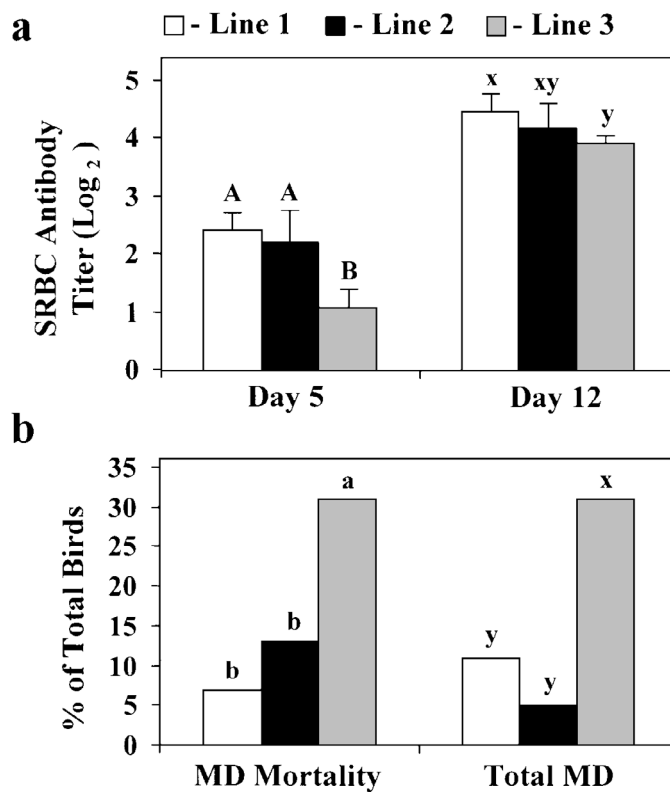 a
- Line 1 - Line 2 - Line 3
SRBC Antibody
Titer (Log 2 )
5
4
3
2
1
0
A A B
x xy y
Day 5 Day 12
b
% of Total Birds
35
30
25
20
15
10
5
0
b b a
y y x
MD Mortality Total MD